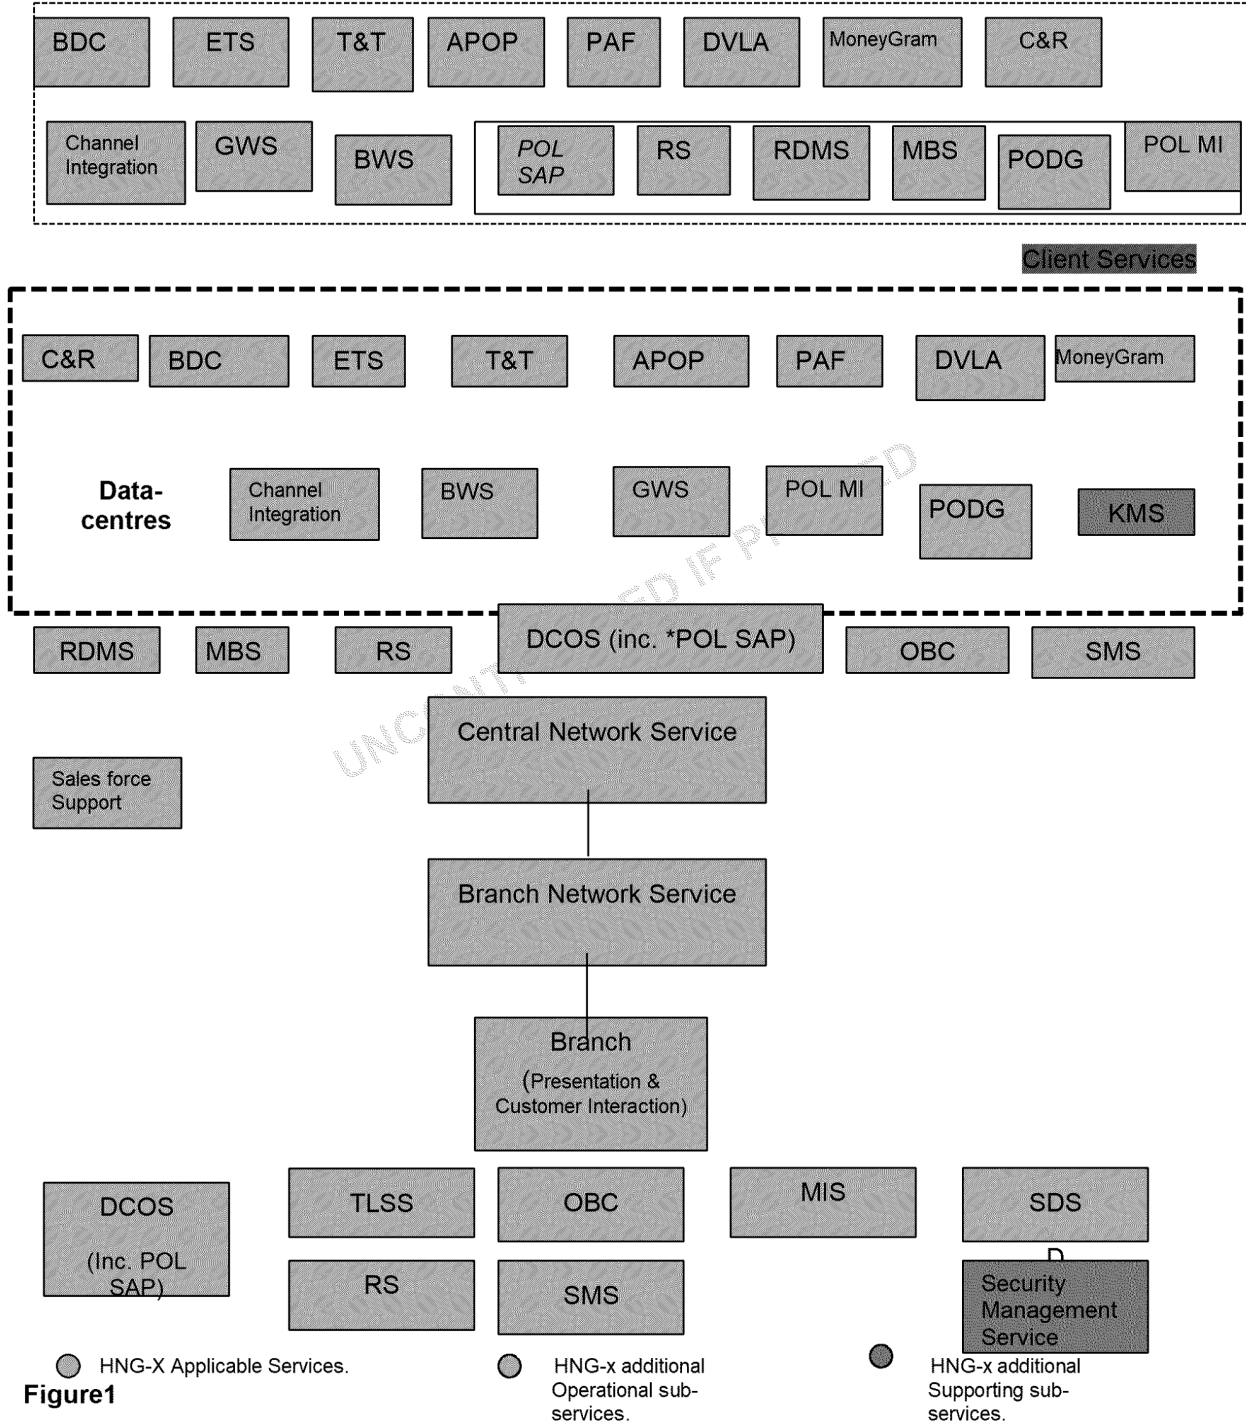 BDC
ETS
T&T
APOP
PAF
DVLA
MoneyGram
C&R
Channel
Integration
GWS
BWS
POL
SAP
RS
RDMS
MBS
PODG
POL MI
Client Services
C&R
BDC
ETS
T&T
APOP
PAF
DVLA
MoneyGram
Data-
centres
Channel
Integration
BWS
GWS
POL MI
PODG
KMS
RDMS
MBS
RS
DCOS (inc. *POL SAP)
OBC
SMS
Central Network Service
Sales force
Support
Branch Network Service
Branch
(Presentation &
Customer Interaction)
DCOS
(Inc. POL
SAP)
TLSS
OBC
MIS
SDS
D
RS
SMS
Security
Management
Service
HNG-X Applicable Services.
HNG-x additional
Operational sub-
services.
HNG-x additional
Supporting sub-
services.
Figure1